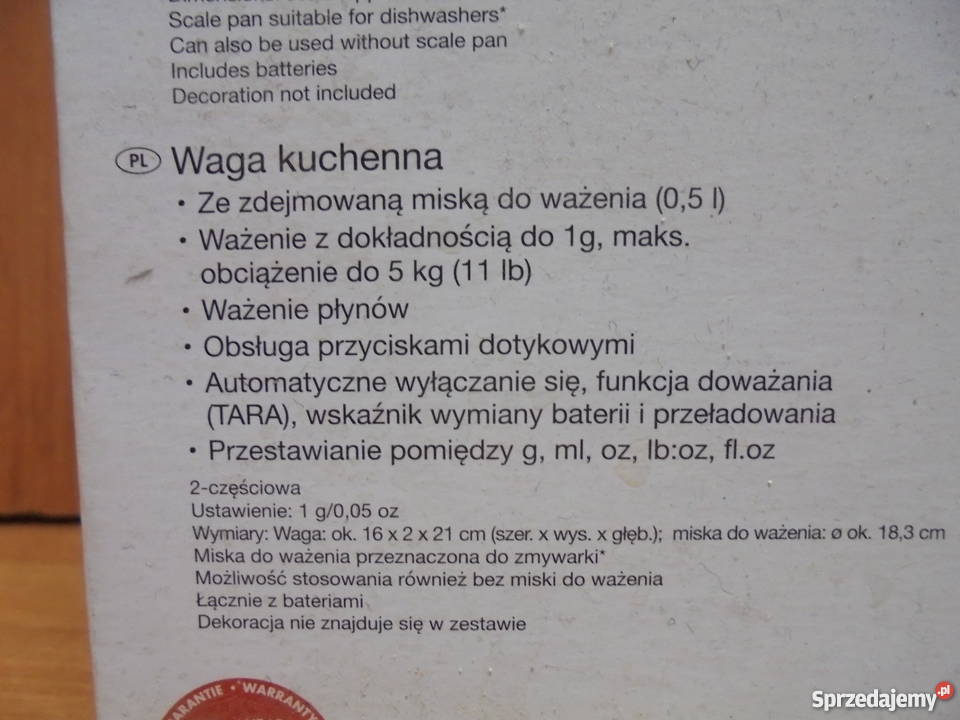 Scale pan suitable for dishwashers*
Can also be used without scale pan
Includes batteries
Decoration not included
PL Waga kuchenna
• Ze zdejmowaną miską do ważenia (0,5 l)
• Ważenie z dokładnością do 1g, maks.
obciążenie do 5 kg (11 lb)
• Ważenie płynów
• Obsługa przyciskami dotykowymi
• Automatyczne wyłączanie się, funkcja doważania
(TARA), wskaźnik wymiany baterii i przeładowania
• Przestawianie pomiędzy g, ml, oz, lb:oz, fl.oz
2-częściowa
Ustawienie: 1 g/0,05 oz
Wymiary: Waga: ok. 16 x 2 x 21 cm (szer. x wys. x głęb.); miska do ważenia: ø ok. 18,3 cm
Miska do ważenia przeznaczona do zmywarki*
Możliwość stosowania również bez miski do ważenia
Łącznie z bateriami
Dekoracja nie znajduje się w zestawie
ARANTIE • WARRANTY
Sprzedajemy.pl